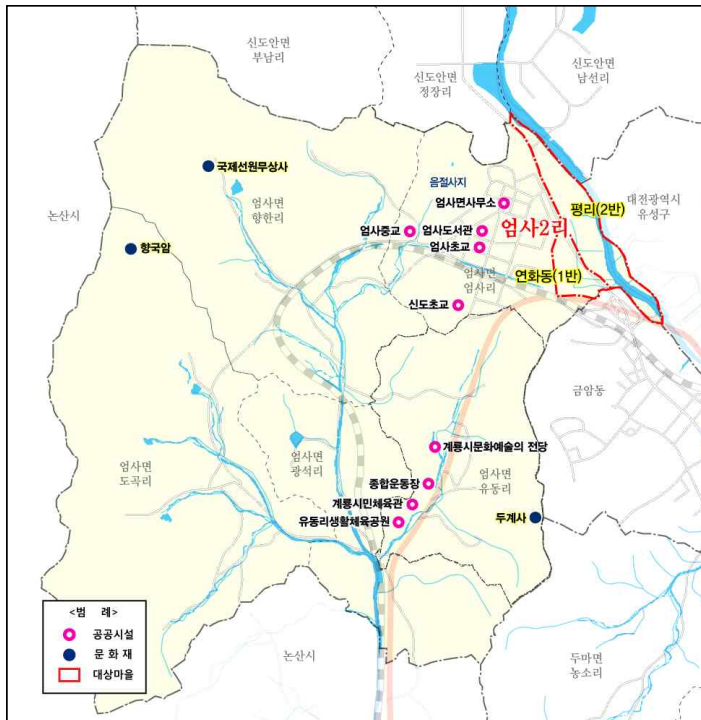 신도안면
부남리
신도안면
정장리
신도안면
남선리
국제선원무상사
음절사지
엄사면
향한리
엄사면사무소
대전광역시
유성구
평리(2반)
논산시
엄사중교
엄사도서관
엄사2리
향국암
엄사초교
엄사면
엄사리
연화동(1반)
신도초교
금암동
계룡시문화예술의 전당
엄사면
광석리
엄사면
도곡리
엄사면
유동리
종합운동장
계룡시민체육관
유동리생활체육공원
두계사
<범 례>
공공시설
문 화 재
대상마을
논산시
두마면
농소리